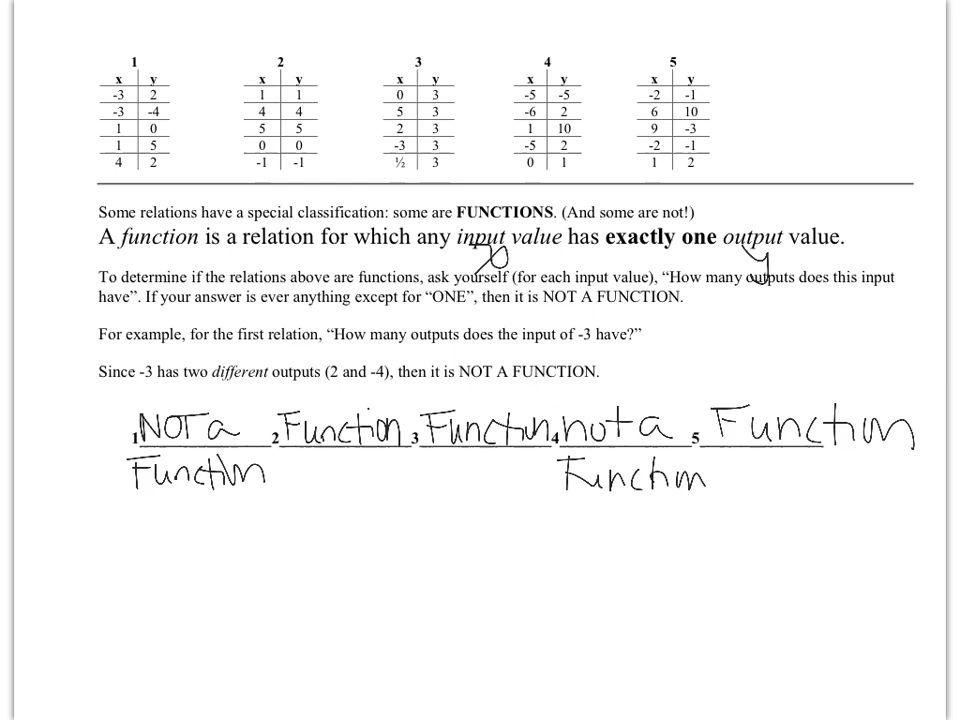 1 2 3 4 5
x y x y x y x y x y
-3 2 1 1 0 3 -5 -5 -2 -1
-3 -4 4 4 5 3 -6 2 6 10
1 0 5 5 2 3 1 10 9 -3
1 5 0 0 -3 3 -5 2 -2 -1
4 2 -1 -1 ½ 3 0 1 1 2
Some relations have a special classification: some are FUNCTIONS. (And some are not!)
A function is a relation for which any input value has exactly one output value.
x y
To determine if the relations above are functions, ask yourself (for each input value), “How many outputs does this input
have”. If your answer is ever anything except for “ONE”, then it is NOT A FUNCTION.
For example, for the first relation, “How many outputs does the input of -3 have?”
Since -3 has two different outputs (2 and -4), then it is NOT A FUNCTION.
1 NOT a 2 Function 3 Function 4 not a 5 Function
Function Function